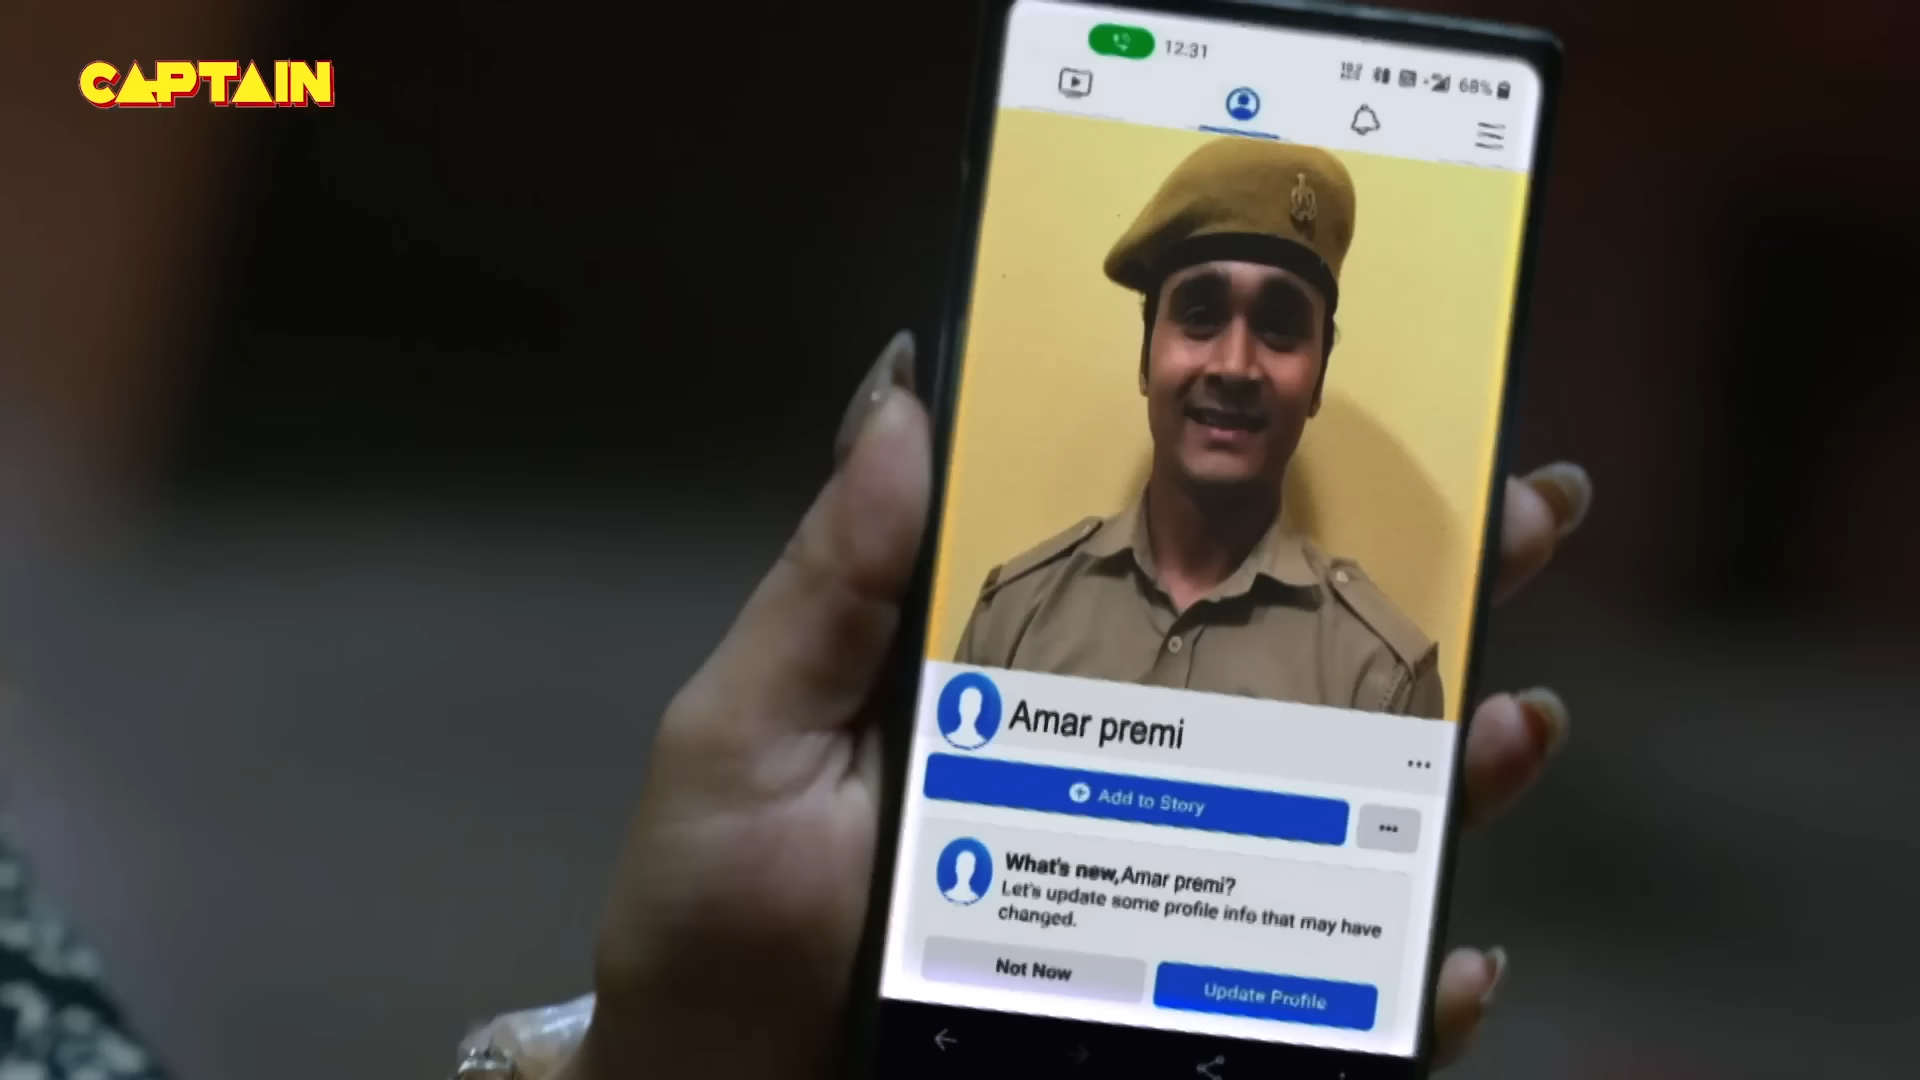 CAPTAIN
12:31
68%
Amar premi
Add to Story
What's new,Amar premi?
Let's update some profile info that may have
changed.
Not Now
Update Profile